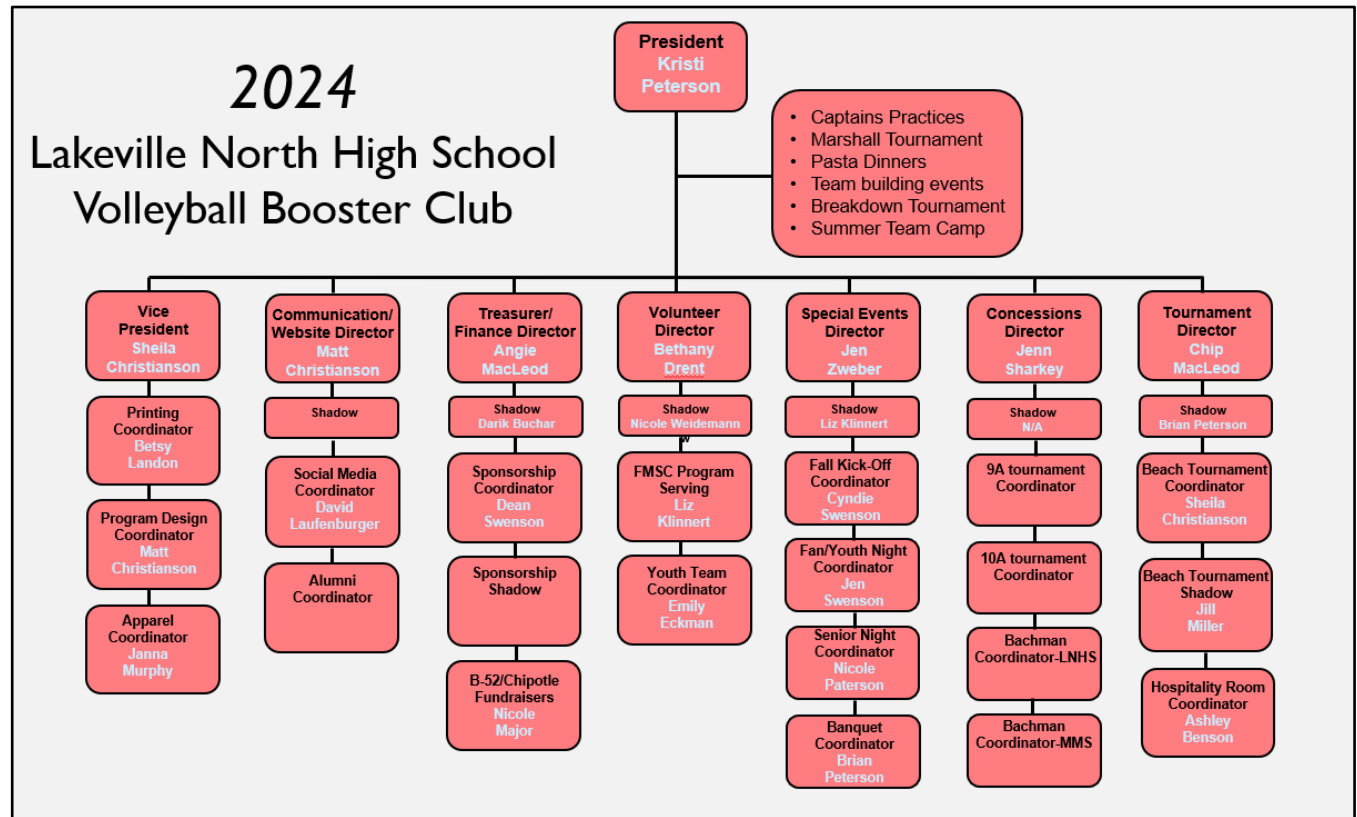 2024
Lakeville North High School
Volleyball Booster Club
President
Kristi
Peterson
• Captains Practices
• Marshall Tournament
• Pasta Dinners
• Team building events
• Breakdown Tournament
• Summer Team Camp
Vice
President
Sheila
Christianson
Printing
Coordinator
Betsy
Landon
Program Design
Coordinator
Matt
Christianson
Apparel
Coordinator
Janna
Murphy
Communication/
Website Director
Matt
Christianson
Shadow
Social Media
Coordinator
David
Laufenburger
Alumni
Coordinator
Treasurer/
Finance Director
Angie
MacLeod
Shadow
Darik Buchar
Sponsorship
Coordinator
Dean
Swenson
Sponsorship
Shadow
B-52/Chipotle
Fundraisers
Nicole
Major
Volunteer
Director
Bethany
Drent
Shadow
Nicole Weidemann
w
FMSC Program
Serving
Liz
Klinnert
Youth Team
Coordinator
Emily
Eckman
Special Events
Director
Jen
Zweber
Shadow
Liz Klinnert
Fall Kick-Off
Coordinator
Cyndie
Swenson
Fan/Youth Night
Coordinator
Jen
Swenson
Senior Night
Coordinator
Nicole
Paterson
Banquet
Coordinator
Brian
Peterson
Concessions
Director
Jenn
Sharkey
Shadow
N/A
9A tournament
Coordinator
10A tournament
Coordinator
Bachman
Coordinator-LNHS
Bachman
Coordinator-MMS
Tournament
Director
Chip
MacLeod
Shadow
Brian Peterson
Beach Tournament
Coordinator
Sheila
Christianson
Beach Tournament
Shadow
Jill
Miller
Hospitality Room
Coordinator
Ashley
Benson